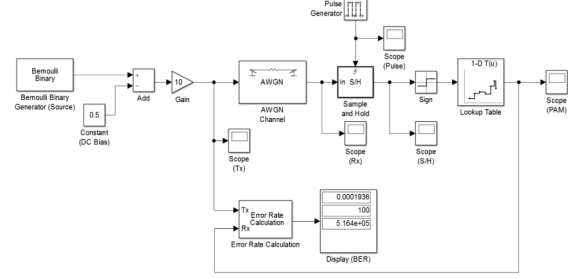 Pulse
Generator
Scope
(Pulse)
Bernoulli
Binary
Bernoulli Binary
Generator (Source)
+
−
Add
10
Gain
AWGN
AWGN
Channel
In
S/H
Sample
and Hold
Sign
1-D T(u)
Lookup Table
Scope
(PAM)
0.5
Constant
(DC Bias)
Scope
(Tx)
Scope
(Rx)
Scope
(S/H)
Tx
Rx
Error Rate
Calculation
Error Rate Calculation
0.0001936
100
5.164e+05
Display (BER)